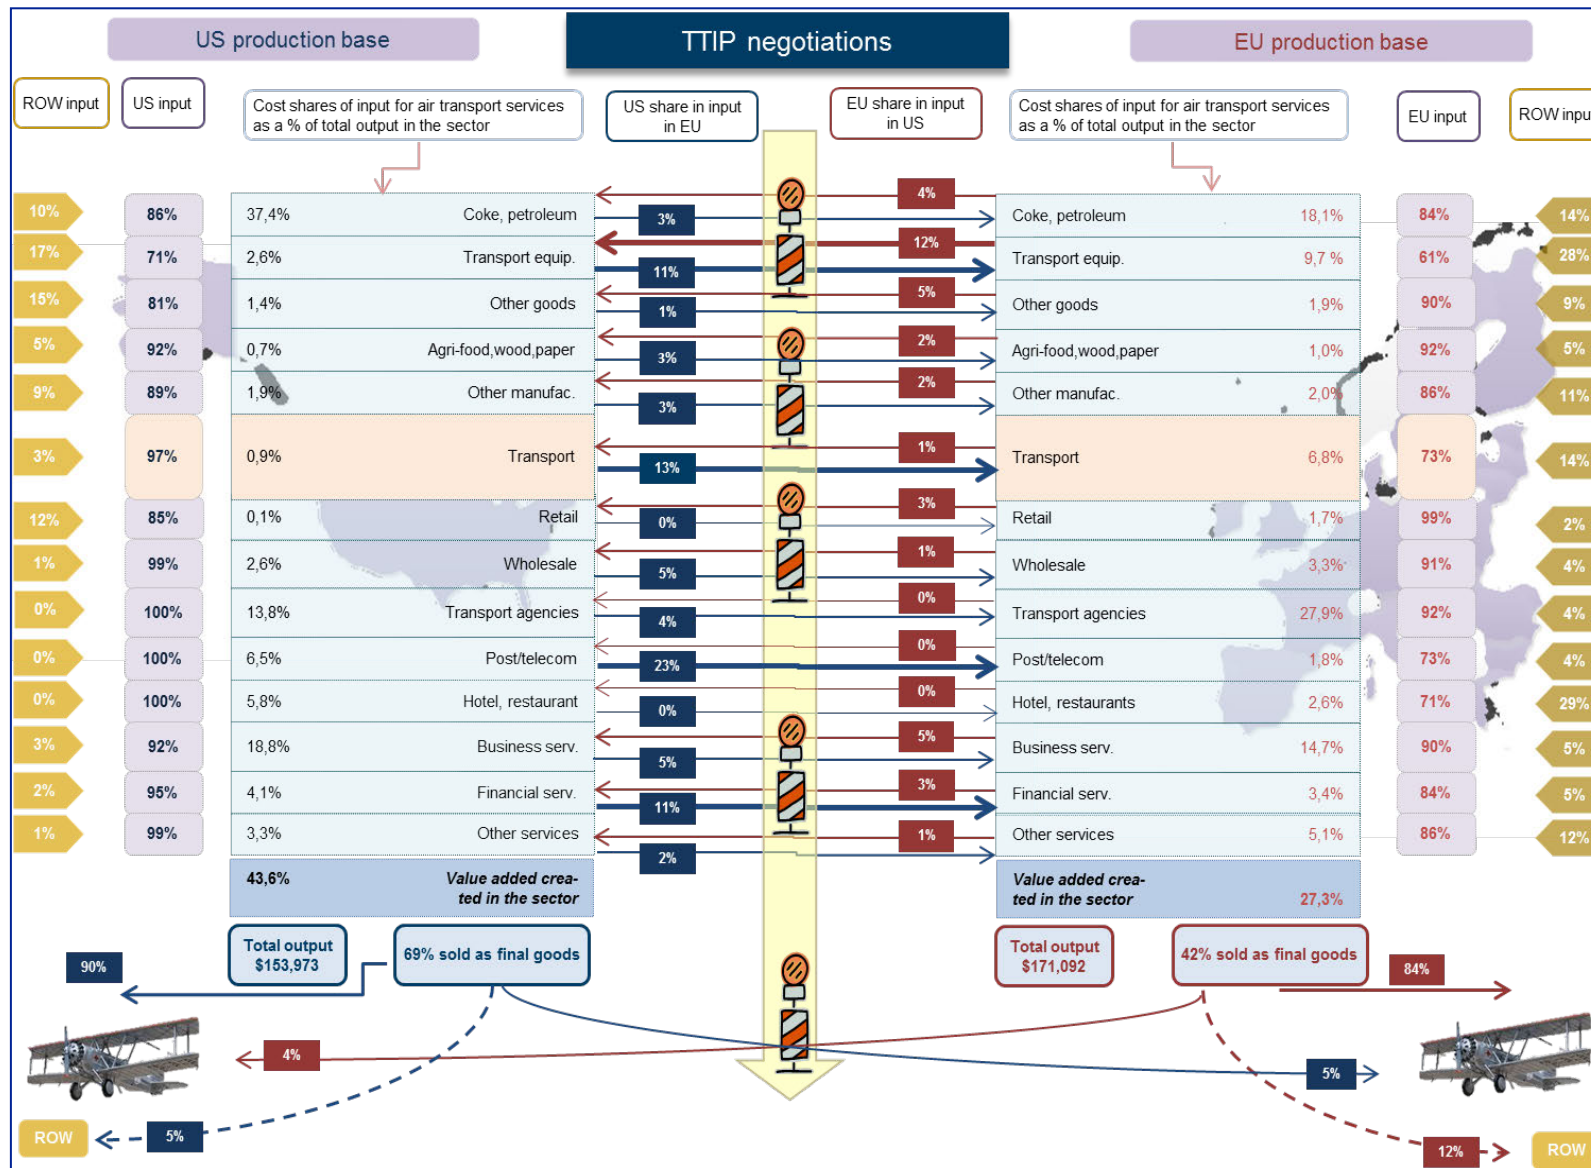 US production base
TTIP negotiations
EU production base
ROW input
US input
Cost shares of input for air transport services
as a % of total output in the sector
US share in input
in EU
EU share in input
in US
Cost shares of input for air transport services
as a % of total output in the sector
EU input
ROW input
10% 86% 37,4% Coke, petroleum 3% 4% Coke, petroleum 18,1% 84% 14%
17% 71% 2,6% Transport equip. 11% 12% Transport equip. 9,7 % 61% 28%
15% 81% 1,4% Other goods 1% 5% Other goods 1,9% 90% 9%
5% 92% 0,7% Agri-food,wood,paper 3% 2% Agri-food,wood,paper 1,0% 92% 5%
9% 89% 1,9% Other manufac. 3% 2% Other manufac. 2,0% 86% 11%
3% 97% 0,9% Transport 13% 1% Transport 6,8% 73% 14%
12% 85% 0,1% Retail 0% 3% Retail 1,7% 99% 2%
1% 99% 2,6% Wholesale 5% 1% Wholesale 3,3% 91% 4%
0% 100% 13,8% Transport agencies 4% 0% Transport agencies 27,9% 92% 4%
0% 100% 6,5% Post/telecom 23% 0% Post/telecom 1,8% 73% 4%
0% 100% 5,8% Hotel, restaurant 0% 0% Hotel, restaurants 2,6% 71% 29%
3% 92% 18,8% Business serv. 5% 5% Business serv. 14,7% 90% 5%
2% 95% 4,1% Financial serv. 11% 3% Financial serv. 3,4% 84% 5%
1% 99% 3,3% Other services 2% 1% Other services 5,1% 86% 12%
43,6% Value added crea-
ted in the sector
Value added crea-
ted in the sector 27,3%
Total output
$153,973
69% sold as final goods
Total output
$171,092
42% sold as final goods
90%
84%
4%
5%
ROW
5%
12%
ROW